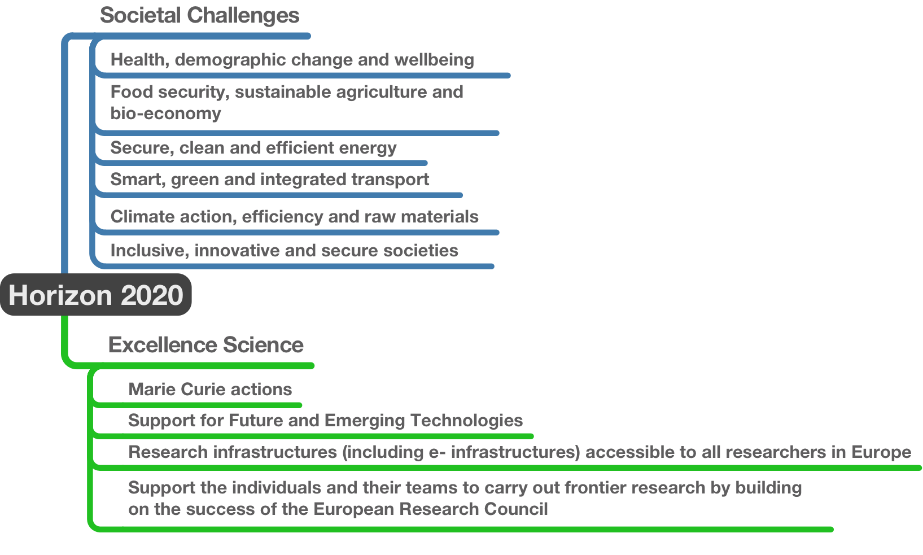 Societal Challenges
Health, demographic change and wellbeing
Food security, sustainable agriculture and
bio-economy
Secure, clean and efficient energy
Smart, green and integrated transport
Climate action, efficiency and raw materials
Inclusive, innovative and secure societies
Horizon 2020
Excellence Science
Marie Curie actions
Support for Future and Emerging Technologies
Research infrastructures (including e- infrastructures) accessible to all researchers in Europe
Support the individuals and their teams to carry out frontier research by building
on the success of the European Research Council